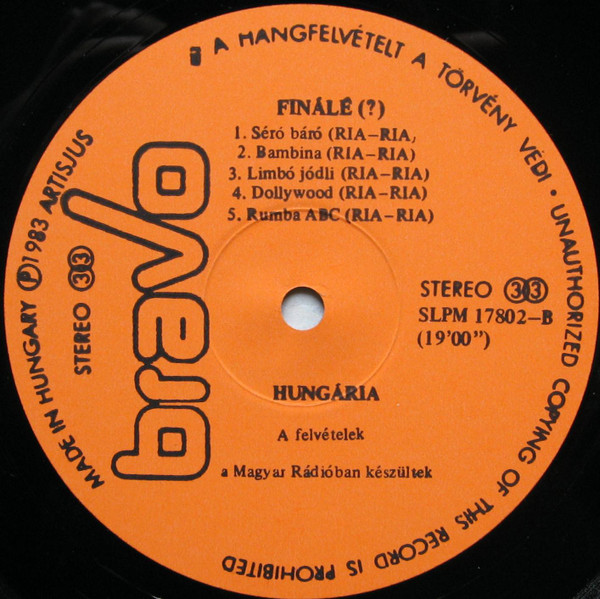 A HANGFELVÉTELT A TÖRVÉNY VÉDI • UNAUTHORIZED COPYING OF THIS RECORD IS PROHIBITED
MADE IN HUNGARY Ⓟ 1983 ARTISJUS
FINÁLÉ (?)
1. Séró báró (RIA–RIA,
2. Bambina (RIA–RIA)
3. Limbó jódli (RIA–RIA)
4. Dollywood (RIA–RIA)
5. Rumba ABC (RIA–RIA)
bravo
STEREO 33
STEREO 33
SLPM 17802–B
(19'00")
HUNGÁRIA
A felvételek
a Magyar Rádióban készültek